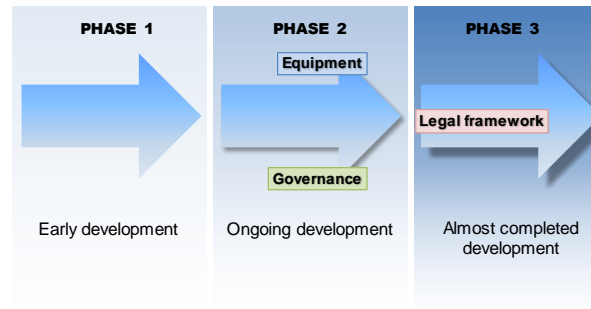 PHASE 1
PHASE 2
PHASE 3
Equipment
Legal framework
Governance
Early development
Ongoing development
Almost completed
development